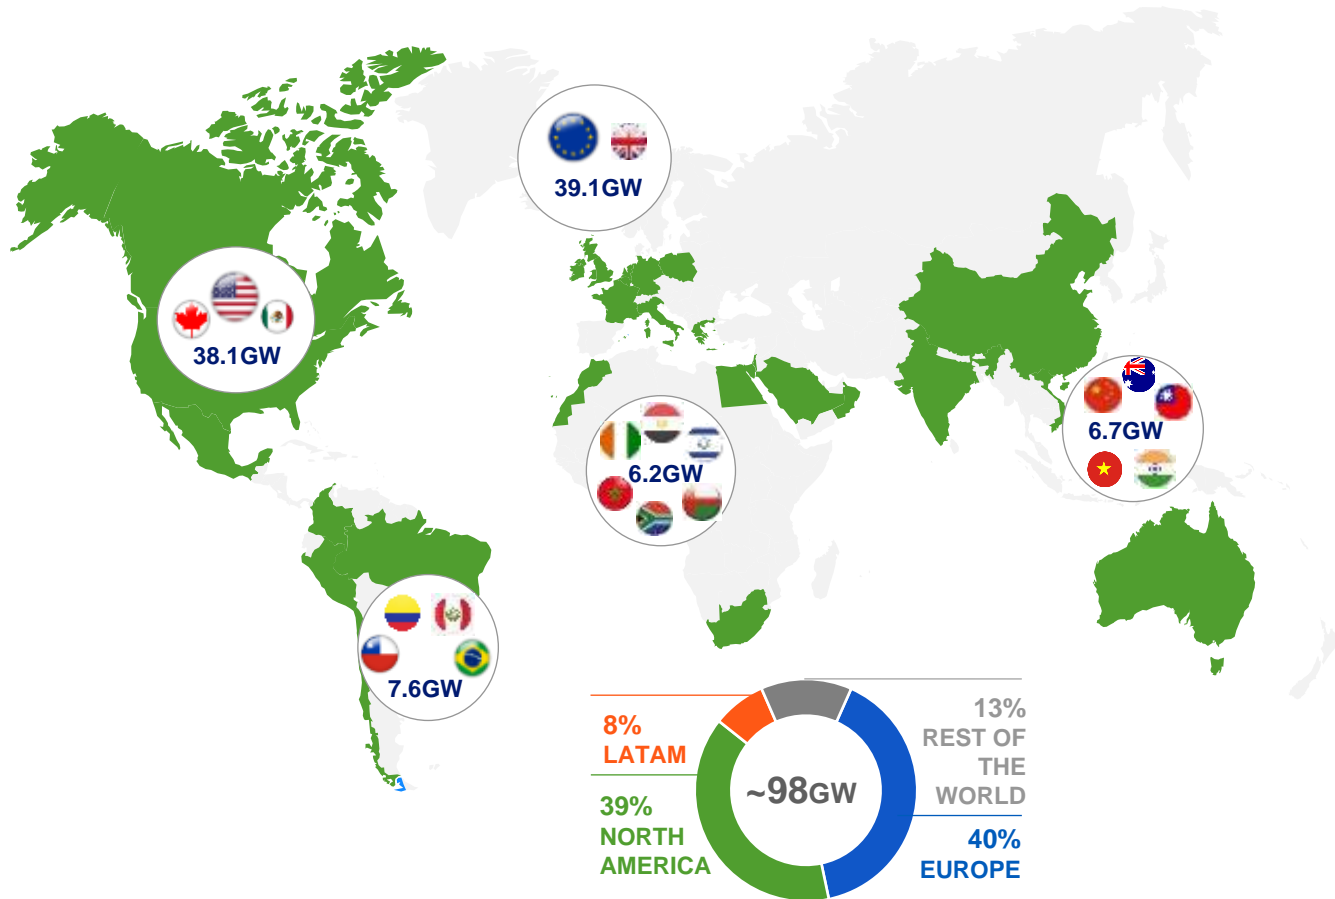 39.1GW
38.1GW
6.7GW
6.2GW
7.6GW
8%
LATAM
39%
NORTH
AMERICA
~98GW
13%
REST OF
THE
WORLD
40%
EUROPE